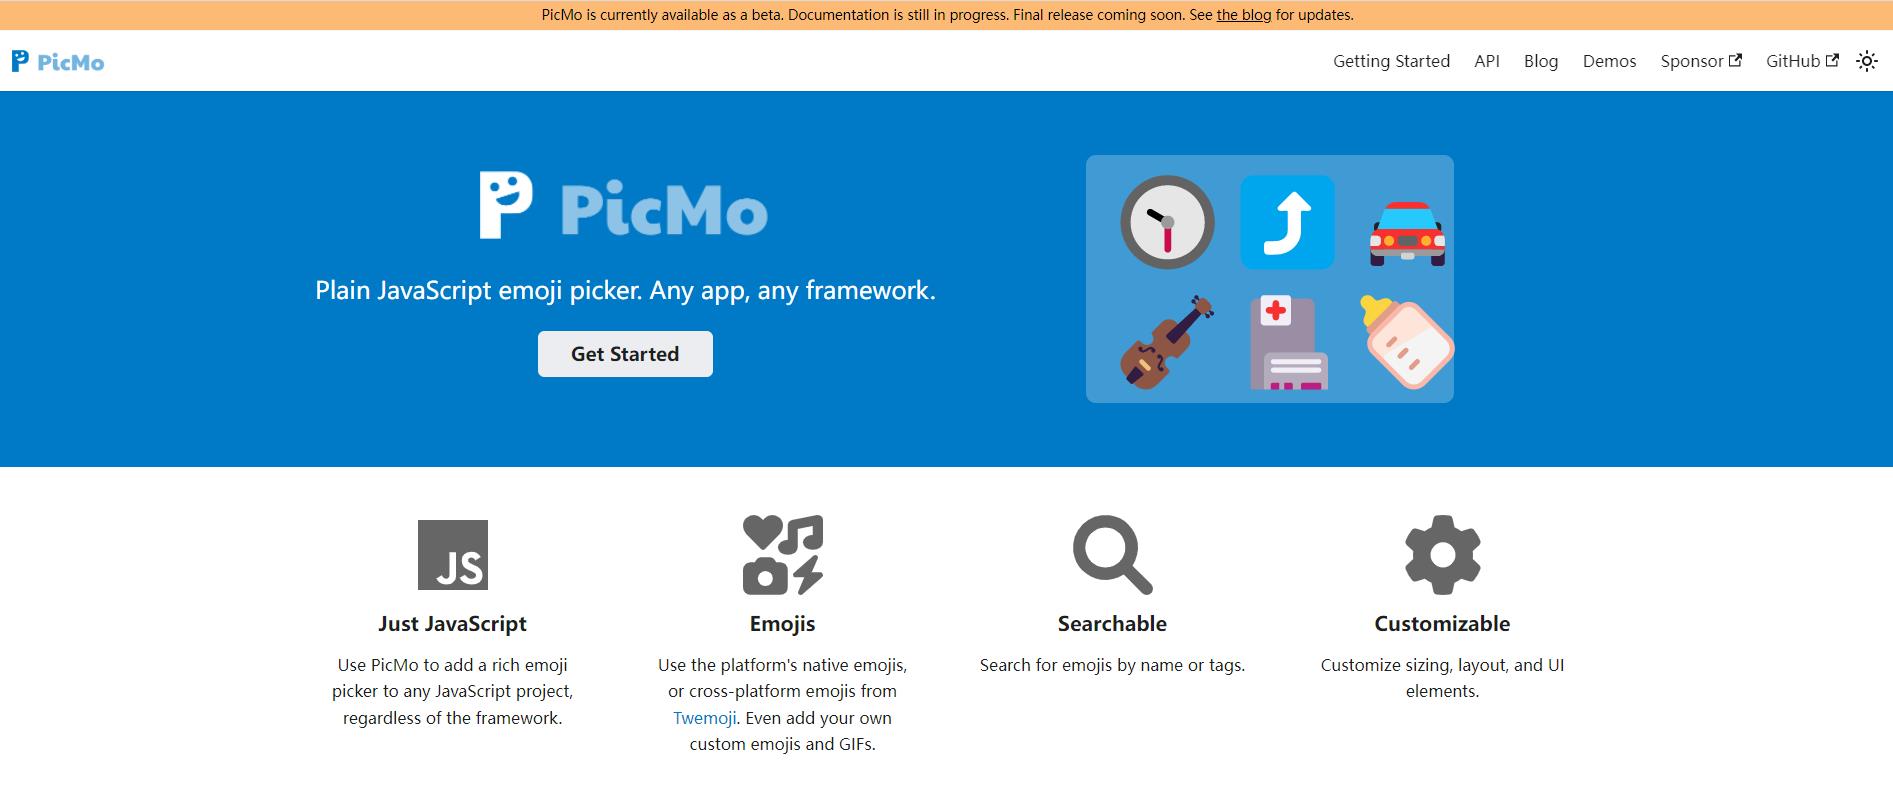 PicMo is currently available as a beta. Documentation is still in progress. Final release coming soon. See the blog for updates.
PicMo
Getting Started
API
Blog
Demos
Sponsor
GitHub
PicMo
Plain JavaScript emoji picker. Any app, any framework.
Get Started
JS
Just JavaScript
Use PicMo to add a rich emoji
picker to any JavaScript project,
regardless of the framework.
Emojis
Use the platform's native emojis,
or cross-platform emojis from
Twemoji. Even add your own
custom emojis and GIFs.
Searchable
Search for emojis by name or tags.
Customizable
Customize sizing, layout, and UI
elements.